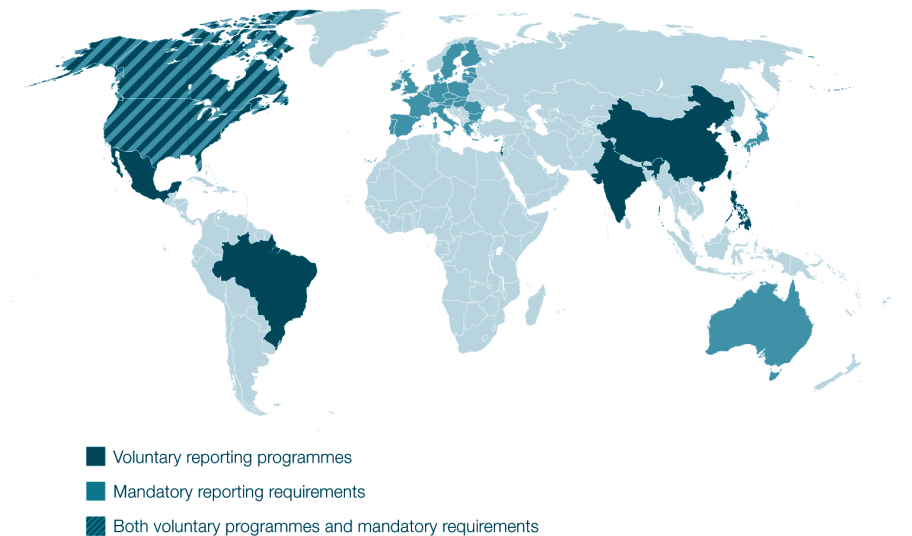 Voluntary reporting programmes
Mandatory reporting requirements
Both voluntary programmes and mandatory requirements